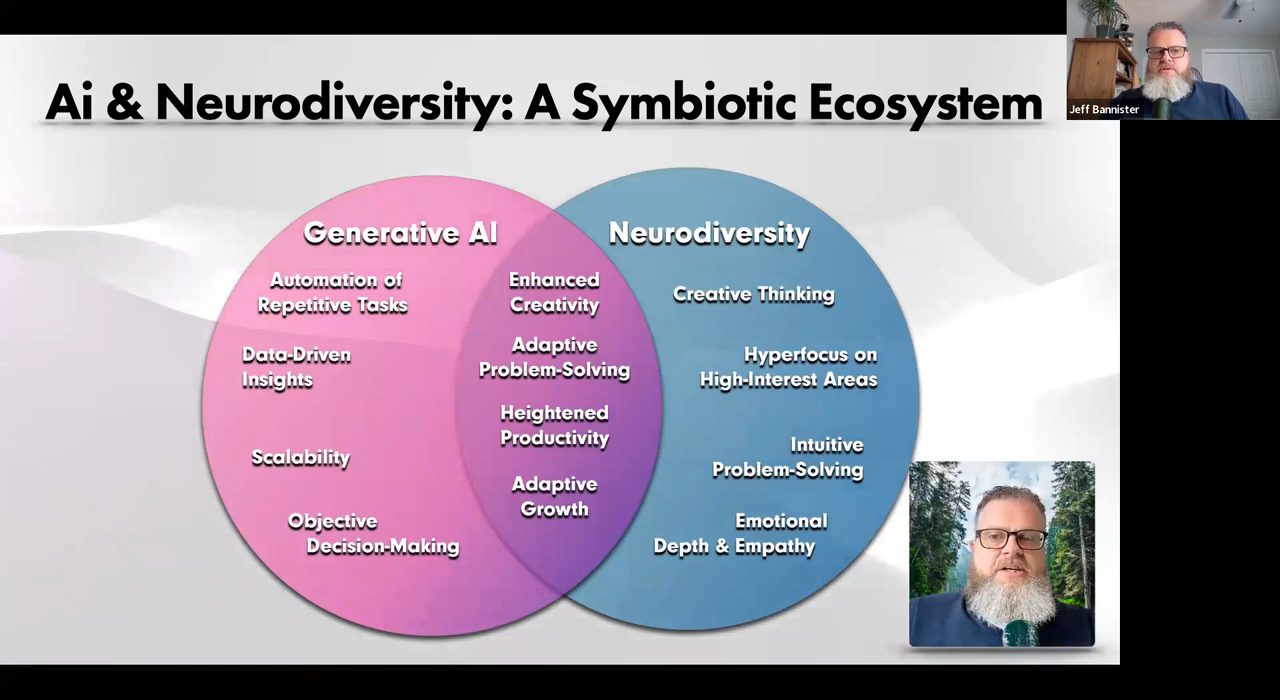 Ai & Neurodiversity: A Symbiotic Ecosystem
Jeff Bannister
Generative AI
Automation of
Repetitive Tasks
Data-Driven
Insights
Scalability
Objective
Decision-Making
Enhanced
Creativity
Adaptive
Problem-Solving
Heightened
Productivity
Adaptive
Growth
Neurodiversity
Creative Thinking
Hyperfocus on
High-Interest Areas
Intuitive
Problem-Solving
Emotional
Depth & Empathy